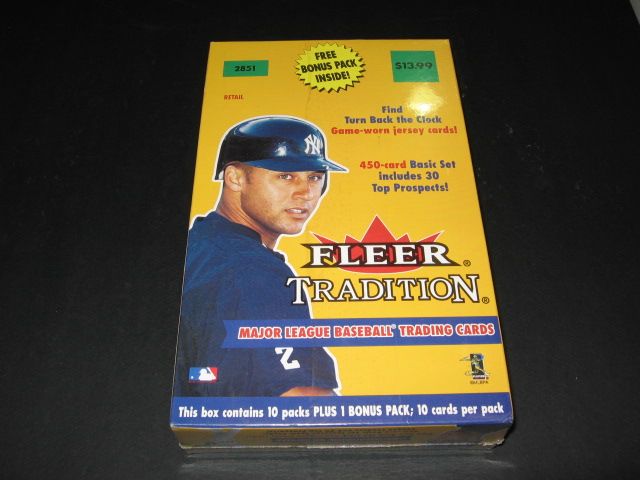 2851
FREE
BONUS PACK
INSIDE!
$13.99
RETAIL
Find
Turn Back the Clock
Game-worn jersey cards!
450-card Basic Set
includes 30
Top Prospects!
NY
FLEER®
TRADITION®
MAJOR LEAGUE BASEBALL® TRADING CARDS
2
This box contains 10 packs PLUS 1 BONUS PACK; 10 cards per pack